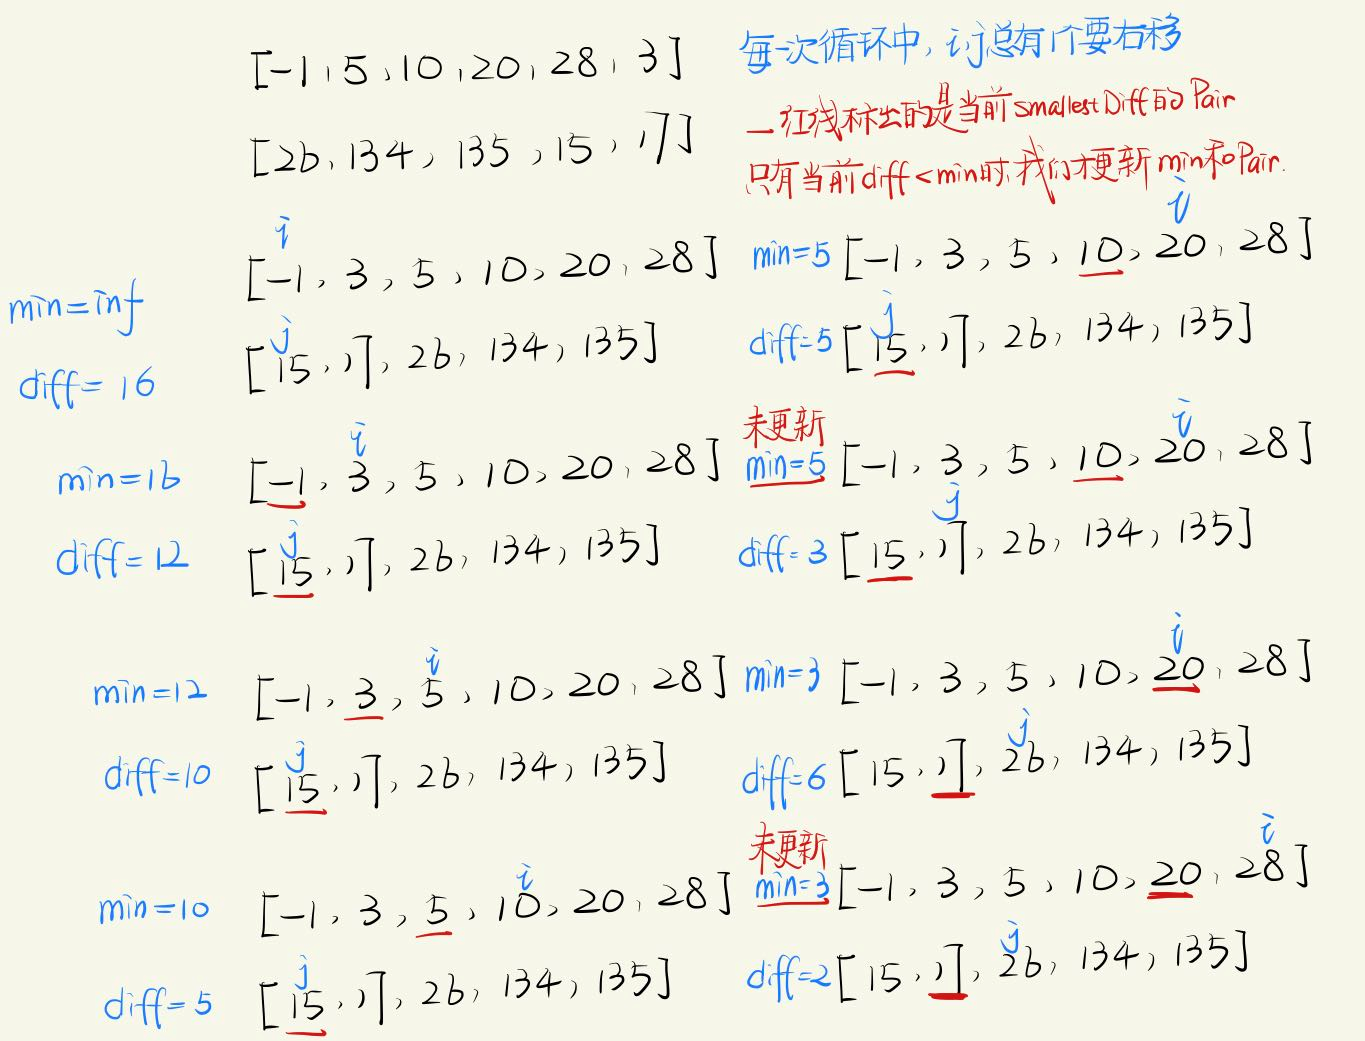 [-1, 5, 10, 20, 28, 3]
[26, 134, 135, 15, 17]
每一次循环中, i,j总有1个要右移
一红线标出的是当前smallestDiff的Pair
只有当前diff<min时,我们才更新min和Pair.
i
min=inf
[-1, 3, 5, 10, 20, 28]
j
diff=16
[15, 17, 26, 134, 135]
i
min=16
[-1, 3, 5, 10, 20, 28]
j
diff=12
[15, 17, 26, 134, 135]
i
min=12
[-1, 3, 5, 10, 20, 28]
j
diff=10
[15, 17, 26, 134, 135]
i
min=10
[-1, 3, 5, 10, 20, 28]
j
diff=5
[15, 17, 26, 134, 135]
i
min=5 [-1, 3, 5, 10, 20, 28]
j
diff=5 [15, 17, 26, 134, 135]
未更新
i
min=5 [-1, 3, 5, 10, 20, 28]
j
diff=3 [15, 17, 26, 134, 135]
i
min=3 [-1, 3, 5, 10, 20, 28]
j
diff=6 [15, 17, 26, 134, 135]
未更新
i
min=3 [-1, 3, 5, 10, 20, 28]
j
diff=2 [15, 17, 26, 134, 135]